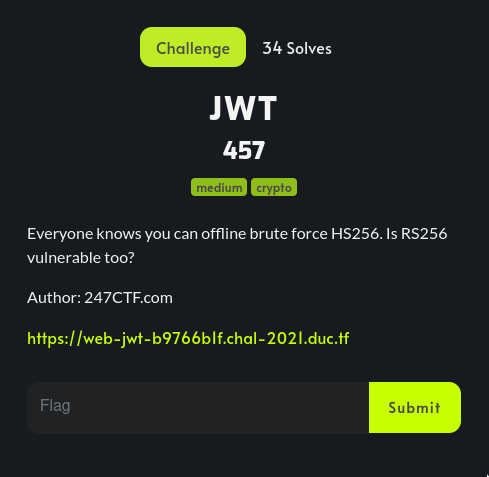 Challenge 34 Solves
JWT
457
medium crypto
Everyone knows you can offline brute force HS256. Is RS256
vulnerable too?
Author: 247CTF.com
https://web-jwt-b9766b1f.chal-2021.duc.tf
Flag Submit